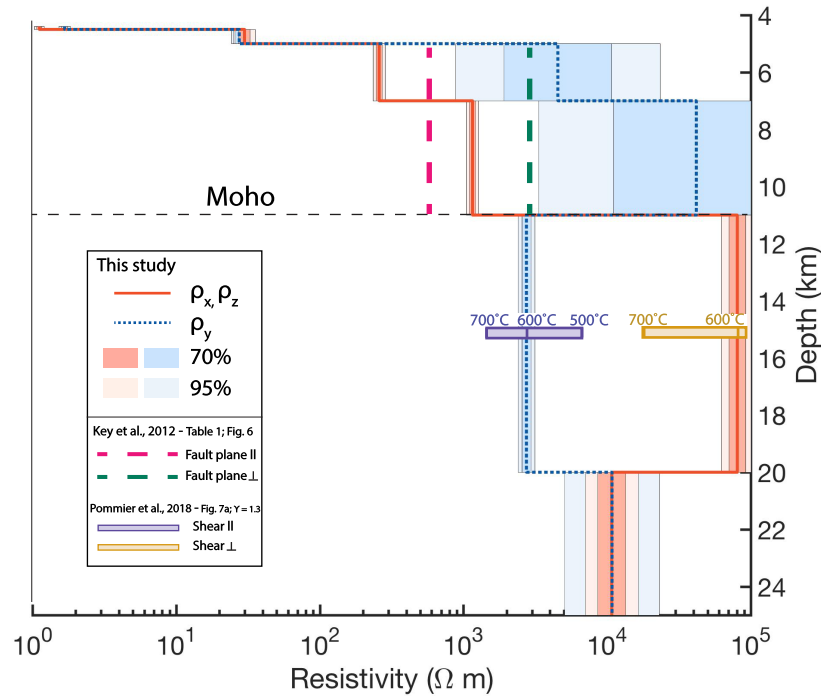 4
6
8
10
12
14
16
18
20
22
24
Depth (km)
Moho
This study
ρx, ρz
ρy
70%
95%
Key et al., 2012 - Table 1; Fig. 6
Fault plane ||
Fault plane ⊥
Pommier et al., 2018 - Fig. 7a; γ = 1.3
Shear ||
Shear ⊥
700°C 600°C 500°C
700°C 600°C
10⁰ 10¹ 10² 10³ 10⁴ 10⁵
Resistivity (Ω m)